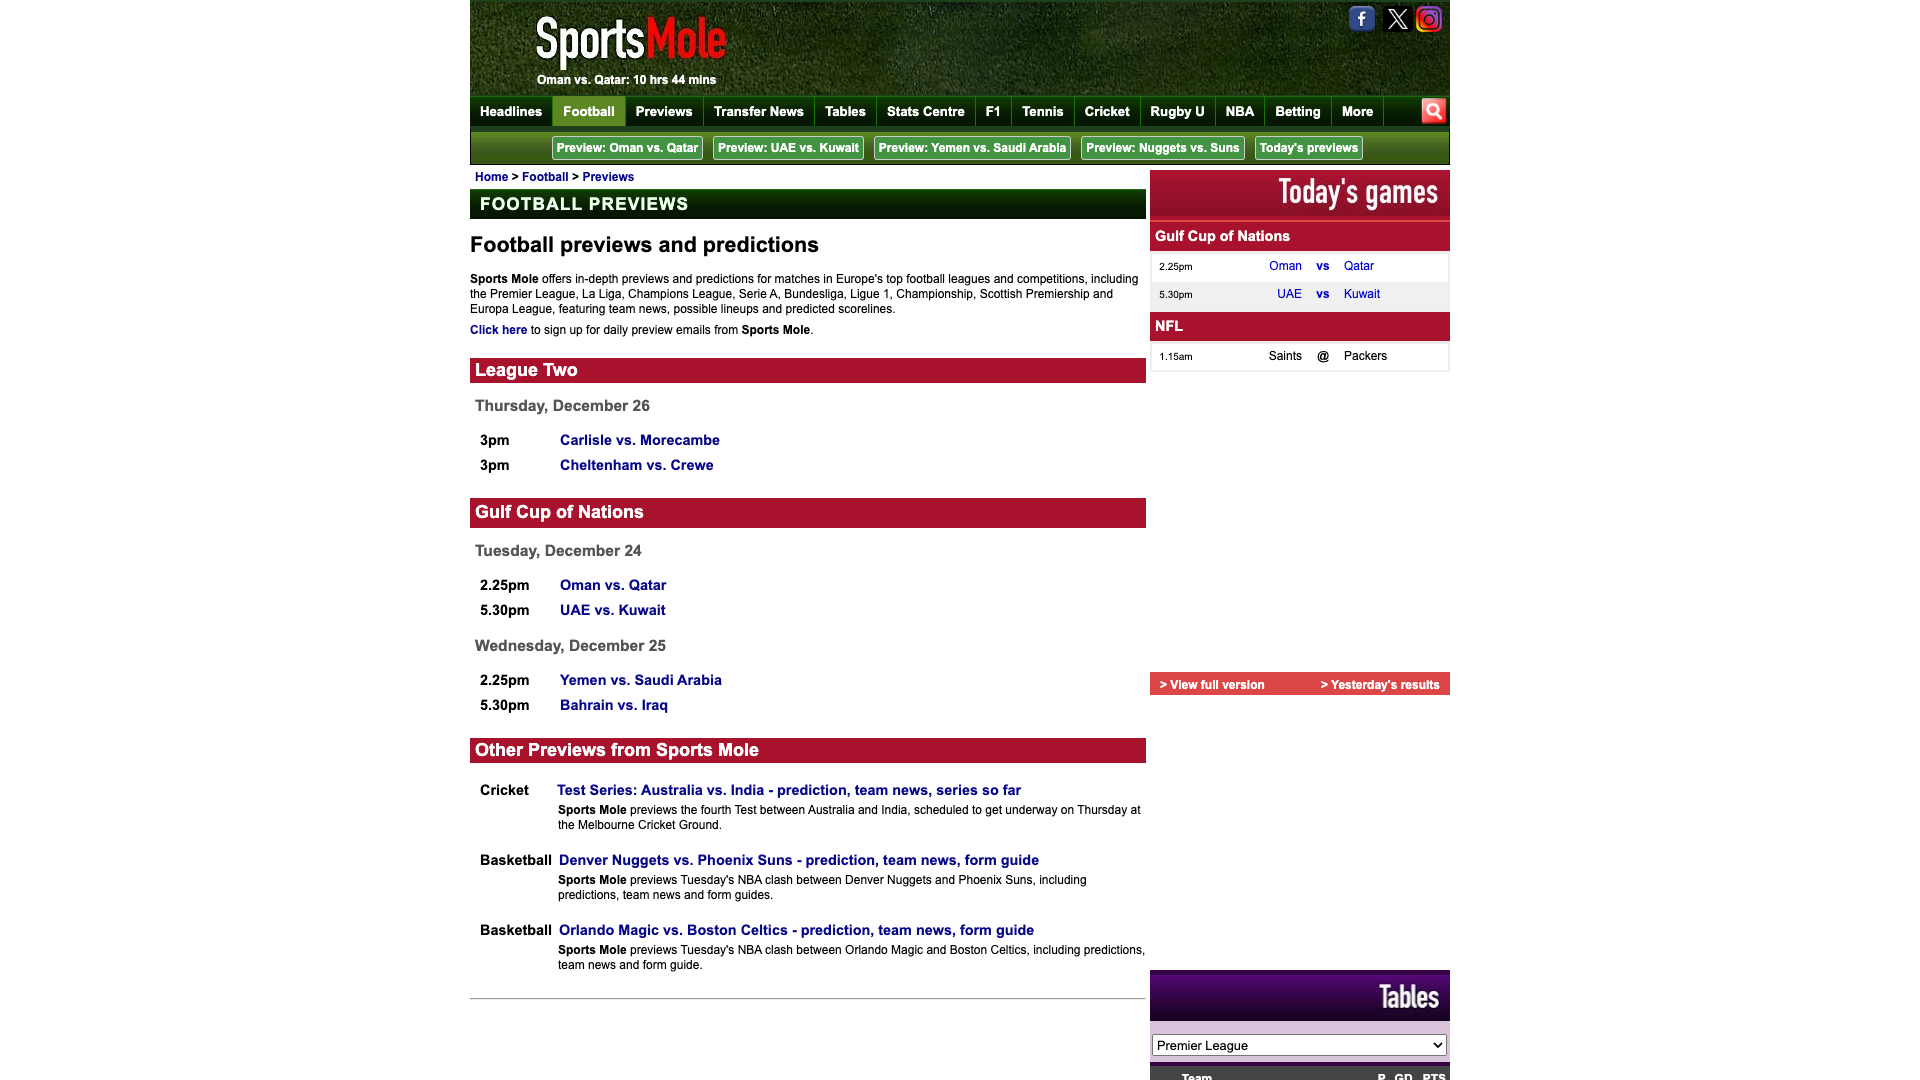 SportsMole
Oman vs. Qatar: 10 hrs 44 mins
Headlines Football Previews Transfer News Tables Stats Centre F1 Tennis Cricket Rugby U NBA Betting More
Preview: Oman vs. Qatar Preview: UAE vs. Kuwait Preview: Yemen vs. Saudi Arabia Preview: Nuggets vs. Suns Today's previews
Home > Football > Previews
FOOTBALL PREVIEWS
Football previews and predictions
Sports Mole offers in-depth previews and predictions for matches in Europe's top football leagues and competitions, including
the Premier League, La Liga, Champions League, Serie A, Bundesliga, Ligue 1, Championship, Scottish Premiership and
Europa League, featuring team news, possible lineups and predicted scorelines.
Click here to sign up for daily preview emails from Sports Mole.
League Two
Thursday, December 26
3pm Carlisle vs. Morecambe
3pm Cheltenham vs. Crewe
Gulf Cup of Nations
Tuesday, December 24
2.25pm Oman vs. Qatar
5.30pm UAE vs. Kuwait
Wednesday, December 25
2.25pm Yemen vs. Saudi Arabia
5.30pm Bahrain vs. Iraq
Other Previews from Sports Mole
Cricket Test Series: Australia vs. India - prediction, team news, series so far
Sports Mole previews the fourth Test between Australia and India, scheduled to get underway on Thursday at
the Melbourne Cricket Ground.
Basketball Denver Nuggets vs. Phoenix Suns - prediction, team news, form guide
Sports Mole previews Tuesday's NBA clash between Denver Nuggets and Phoenix Suns, including
predictions, team news and form guides.
Basketball Orlando Magic vs. Boston Celtics - prediction, team news, form guide
Sports Mole previews Tuesday's NBA clash between Orlando Magic and Boston Celtics, including predictions,
team news and form guide.
Today's games
Gulf Cup of Nations
2.25pm Oman vs Qatar
5.30pm UAE vs Kuwait
NFL
1.15am Saints @ Packers
> View full version > Yesterday's results
Tables
Premier League
Team P GD PTS